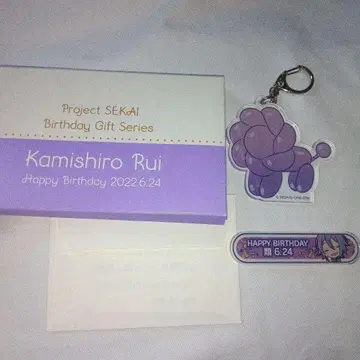 Project SEKAI
Birthday Gift Series
Kamishiro Rui
Happy Birthday 2022.6.24
HAPPY BIRTHDAY
類 6.24